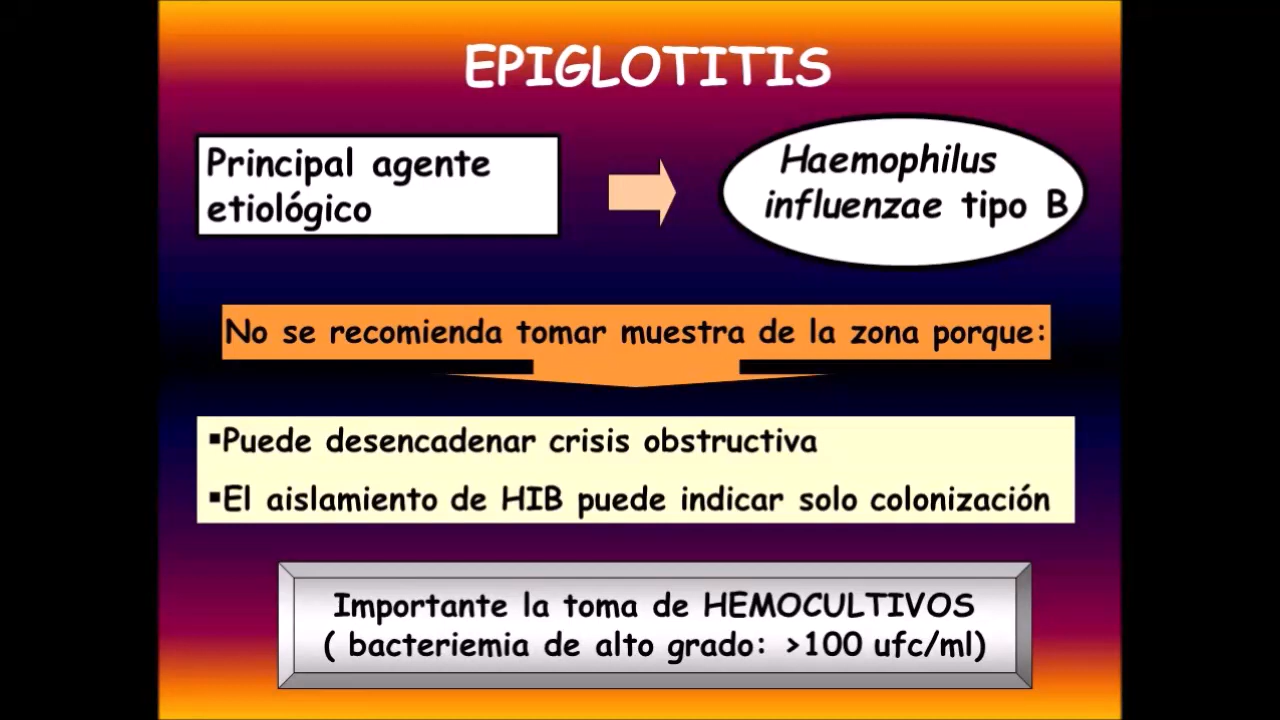 EPIGLOTITIS
Principal agente
etiológico
Haemophilus
influenzae tipo B
No se recomienda tomar muestra de la zona porque:
▪Puede desencadenar crisis obstructiva
▪El aislamiento de HIB puede indicar solo colonización
Importante la toma de HEMOCULTIVOS
( bacteriemia de alto grado: >100 ufc/ml)